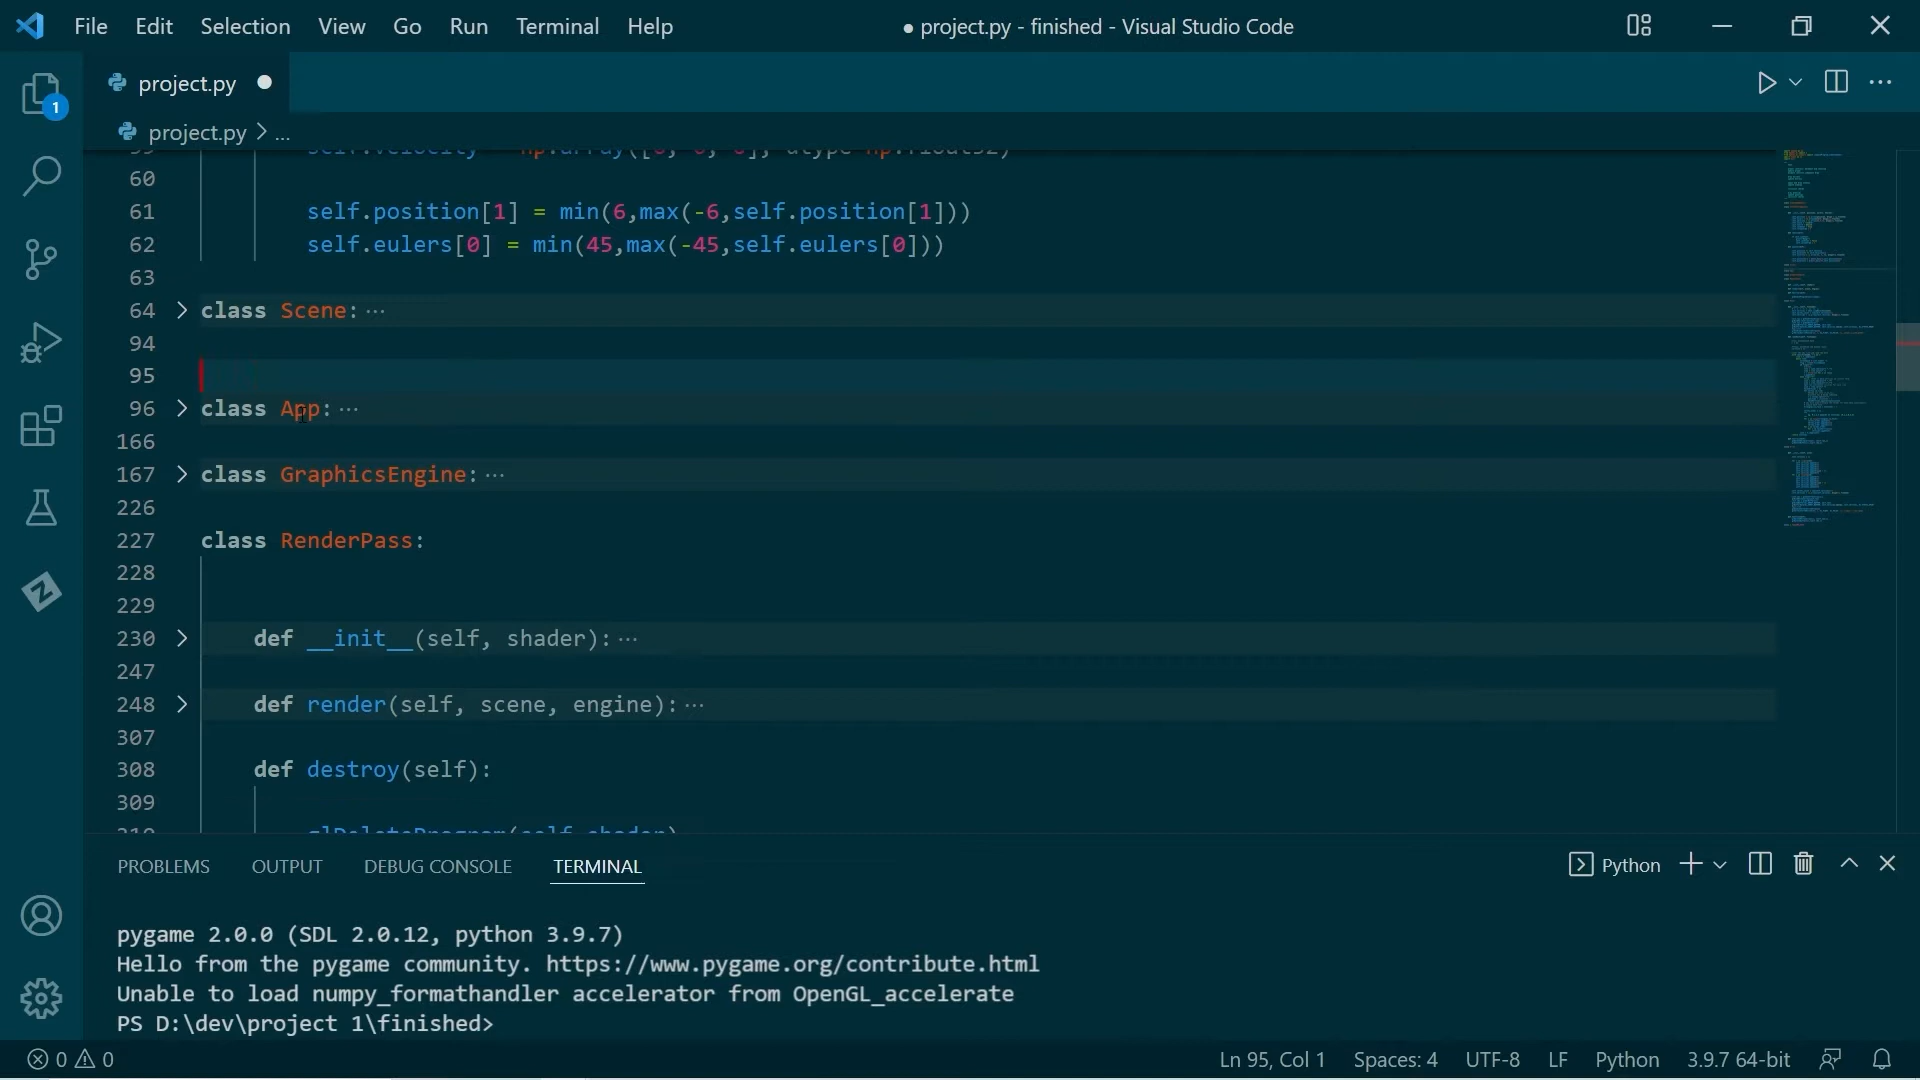 File Edit Selection View Go Run Terminal Help ● project.py - finished - Visual Studio Code
project.py ●
1
project.py > ...
60
61 self.position[1] = min(6,max(-6,self.position[1]))
62 self.eulers[0] = min(45,max(-45,self.eulers[0]))
63
64 > class Scene: ...
94
95
96 > class App: ...
166
167 > class GraphicsEngine: ...
226
227 class RenderPass:
228
229
230 > def __init__(self, shader): ...
247
248 > def render(self, scene, engine): ...
307
308 def destroy(self):
309
310 glDeleteProgram(self.shader)
PROBLEMS OUTPUT DEBUG CONSOLE TERMINAL Python
pygame 2.0.0 (SDL 2.0.12, python 3.9.7)
Hello from the pygame community. https://www.pygame.org/contribute.html
Unable to load numpy_formathandler accelerator from OpenGL_accelerate
PS D:\dev\project 1\finished>
0 0 Ln 95, Col 1 Spaces: 4 UTF-8 LF Python 3.9.7 64-bit